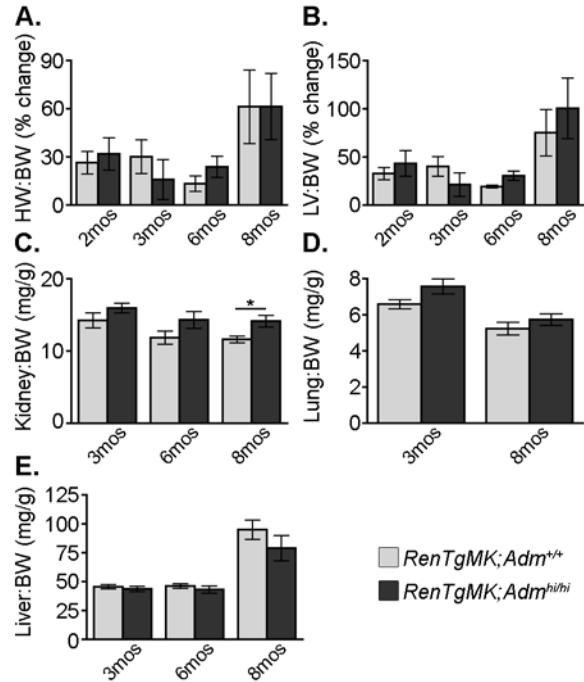 A.
HW:BW (% change)
90
60
30
0
2mos 3mos 6mos 8mos
B.
LV:BW (% change)
150
100
50
0
2mos 3mos 6mos 8mos
C.
Kidney:BW (mg/g)
20
10
0
*
3mos 6mos 8mos
D.
Lung:BW (mg/g)
8
6
4
2
0
3mos 8mos
E.
Liver:BW (mg/g)
125
100
75
50
25
0
3mos 6mos 8mos
RenTgMK;Adm+/+
RenTgMK;Admhi/hi